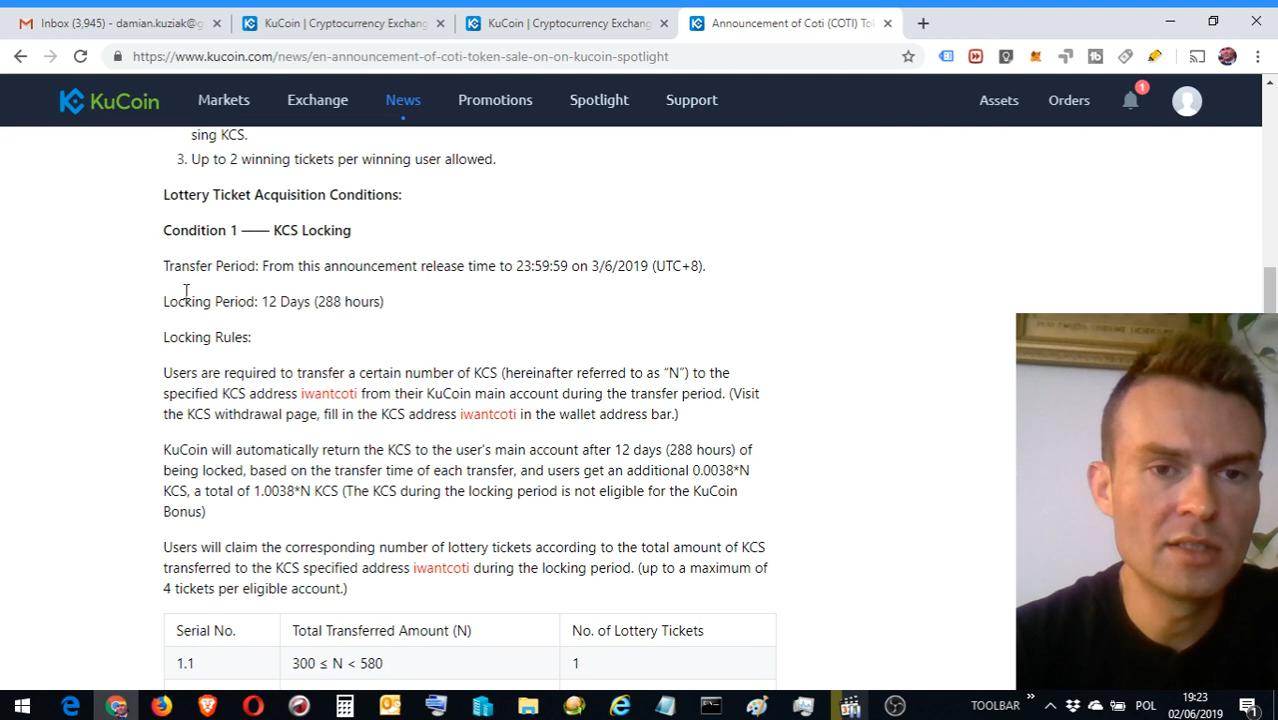 Inbox (3,945) - damian.kuziak@g
KuCoin | Cryptocurrency Exchang
KuCoin | Cryptocurrency Exchang
Announcement of Coti (COTI) To
https://www.kucoin.com/news/en-announcement-of-coti-token-sale-on-on-kucoin-spotlight
KuCoin
Markets
Exchange
News
Promotions
Spotlight
Support
Assets
Orders
1
sing KCS.
3. Up to 2 winning tickets per winning user allowed.
Lottery Ticket Acquisition Conditions:
Condition 1 —— KCS Locking
Transfer Period: From this announcement release time to 23:59:59 on 3/6/2019 (UTC+8).
Locking Period: 12 Days (288 hours)
Locking Rules:
Users are required to transfer a certain number of KCS (hereinafter referred to as “N”) to the
specified KCS address iwantcoti from their KuCoin main account during the transfer period. (Visit
the KCS withdrawal page, fill in the KCS address iwantcoti in the wallet address bar.)
KuCoin will automatically return the KCS to the user's main account after 12 days (288 hours) of
being locked, based on the transfer time of each transfer, and users get an additional 0.0038*N
KCS, a total of 1.0038*N KCS (The KCS during the locking period is not eligible for the KuCoin
Bonus)
Users will claim the corresponding number of lottery tickets according to the total amount of KCS
transferred to the KCS specified address iwantcoti during the locking period. (up to a maximum of
4 tickets per eligible account.)
Serial No.
Total Transferred Amount (N)
No. of Lottery Tickets
1.1
300 ≤ N < 580
1
TOOLBAR
POL
19:23
02/06/2019
1